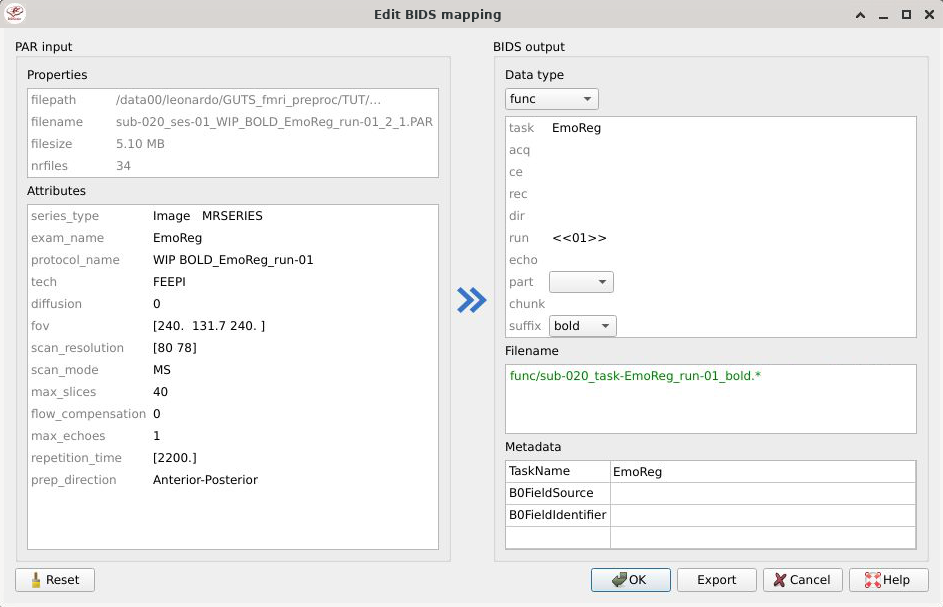 Edit BIDS mapping
PAR input
Properties
filepath /data00/leonardo/GUTS_fmri_preproc/TUT/...
filename sub-020_ses-01_WIP_BOLD_EmoReg_run-01_2_1.PAR
filesize 5.10 MB
nrfiles 34
Attributes
series_type Image MRSERIES
exam_name EmoReg
protocol_name WIP BOLD_EmoReg_run-01
tech FEEPI
diffusion 0
fov [240. 131.7 240. ]
scan_resolution [80 78]
scan_mode MS
max_slices 40
flow_compensation 0
max_echoes 1
repetition_time [2200.]
prep_direction Anterior-Posterior
BIDS output
Data type
func
task EmoReg
acq
ce
rec
dir
run <<01>>
echo
part
chunk
suffix bold
Filename
func/sub-020_task-EmoReg_run-01_bold.*
Metadata
TaskName EmoReg
B0FieldSource
B0FieldIdentifier
Reset
OK
Export
Cancel
Help